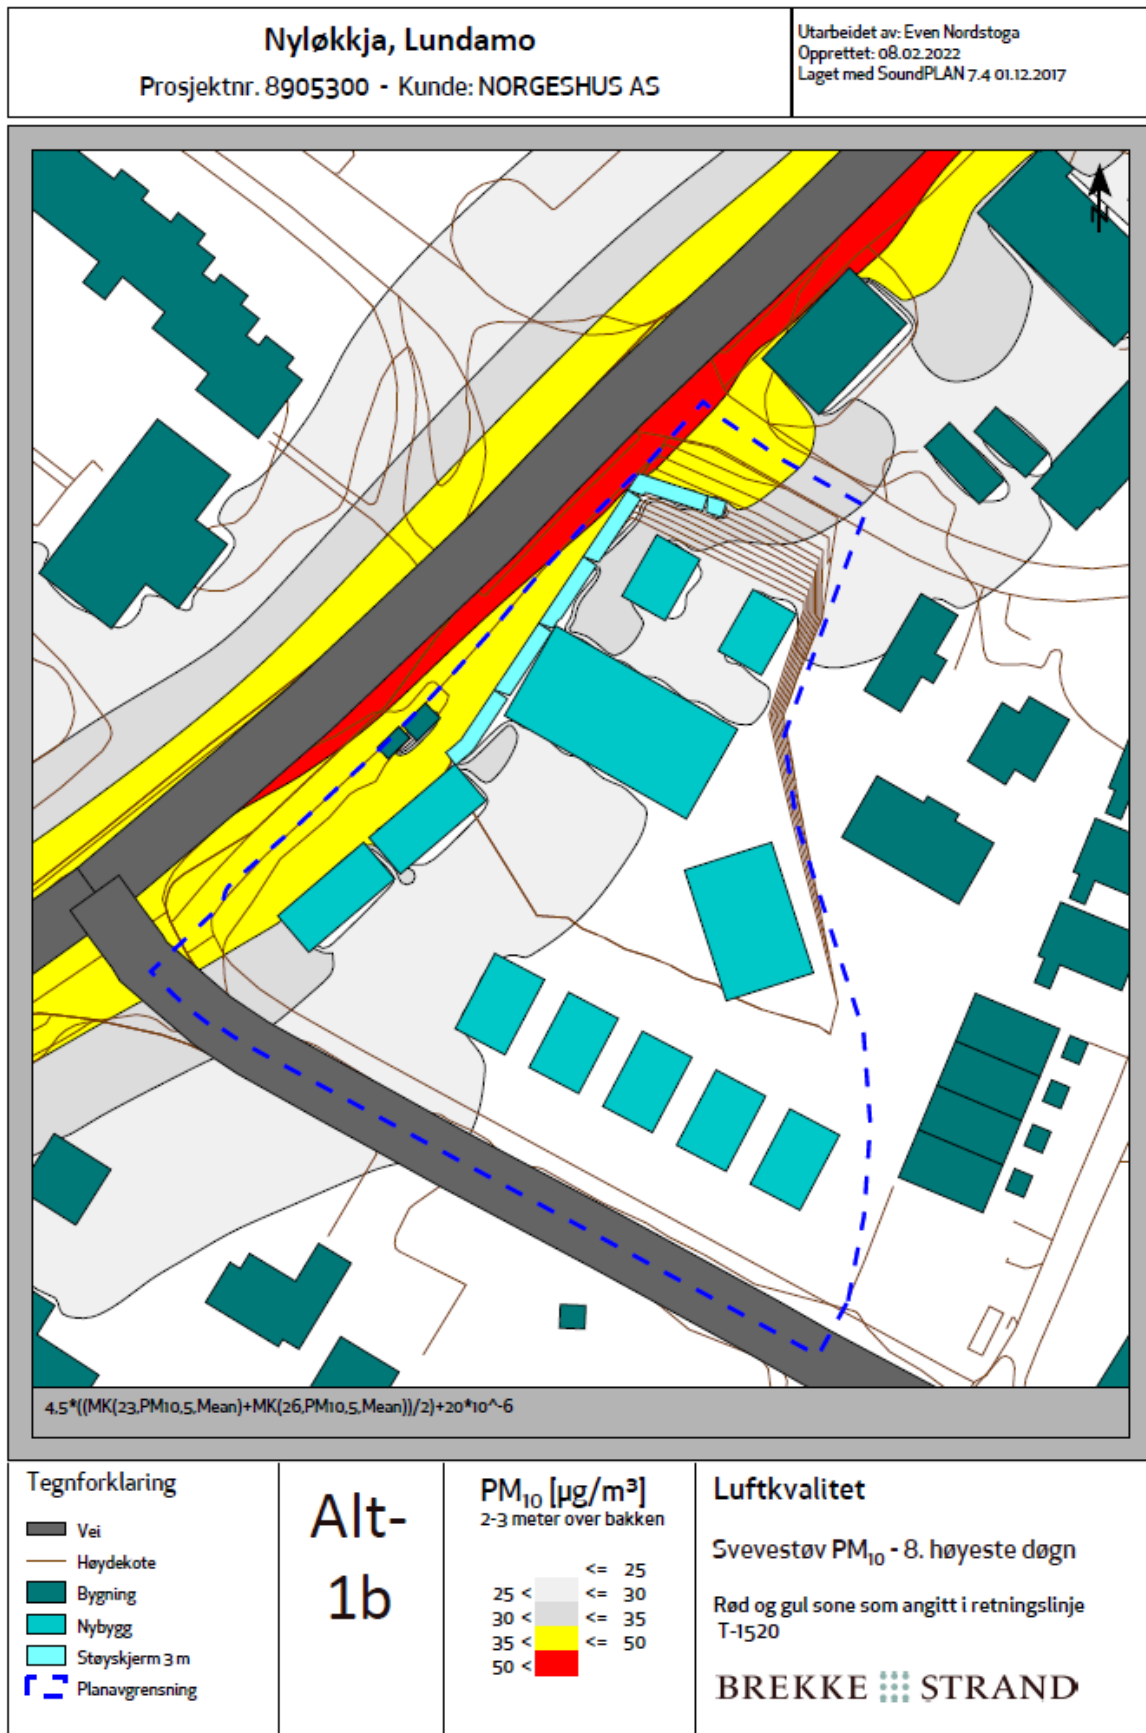 Nyløkkja, Lundamo
Prosjektnr. 8905300 - Kunde: NORGESHUS AS
Utarbeidet av: Even Nordstoga
Opprettet: 08.02.2022
Laget med SoundPLAN 7.4 01.12.2017
N
4,5*((MK(23,PM10,5,Mean)+MK(26,PM10,5,Mean))/2)+20*10^-6
Tegnforklaring
Vei
Høydekote
Bygning
Nybygg
Støyskjerm 3 m
Planavgrensning
Alt-
1b
PM₁₀ [µg/m³]
2-3 meter over bakken
<= 25
25 < <= 30
30 < <= 35
35 < <= 50
50 <
Luftkvalitet
Svevestøv PM₁₀ - 8. høyeste døgn
Rød og gul sone som angitt i retningslinje
T-1520
BREKKE STRAND